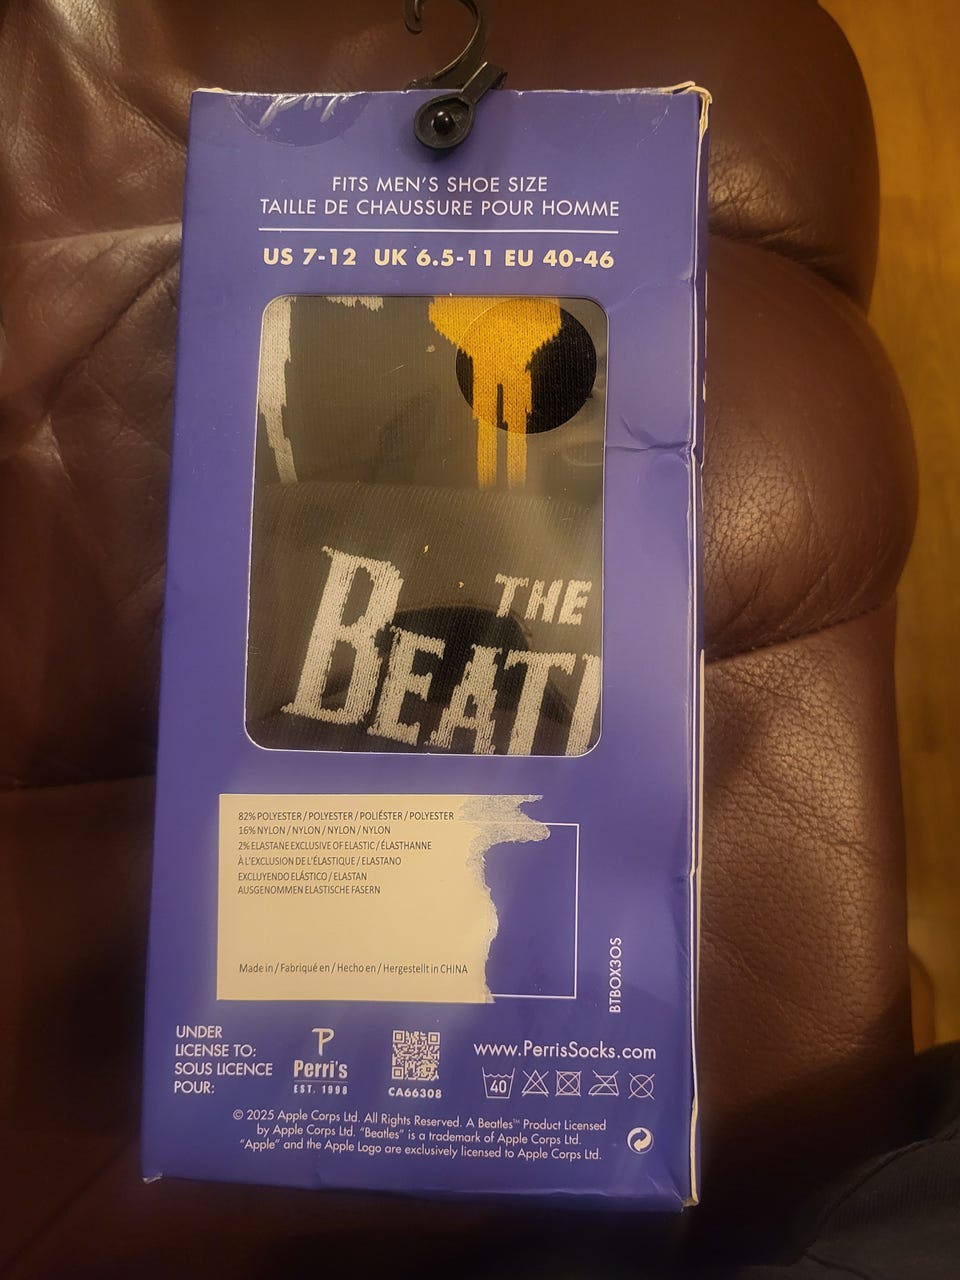 FITS MEN'S SHOE SIZE
TAILLE DE CHAUSSURE POUR HOMME
US 7-12 UK 6.5-11 EU 40-46
THE
BEATL
82% POLYESTER / POLYESTER / POLIÉSTER / POLYESTER
16% NYLON / NYLON / NYLON / NYLON
2% ELASTANE EXCLUSIVE OF ELASTIC / ÉLASTHANNE
À L'EXCLUSION DE L'ÉLASTIQUE / ELASTANO
EXCLUYENDO ELÁSTICO / ELASTAN
AUSGENOMMEN ELASTISCHE FASERN
Made in / Fabriqué en / Hecho en / Hergestellt in CHINA
BTBOX3OS
UNDER
LICENSE TO:
SOUS LICENCE
POUR:
Perri's
EST. 1998
CA66308
www.PerrisSocks.com
40
© 2025 Apple Corps Ltd. All Rights Reserved. A Beatles™ Product Licensed
by Apple Corps Ltd. "Beatles" is a trademark of Apple Corps Ltd.
"Apple" and the Apple Logo are exclusively licensed to Apple Corps Ltd.